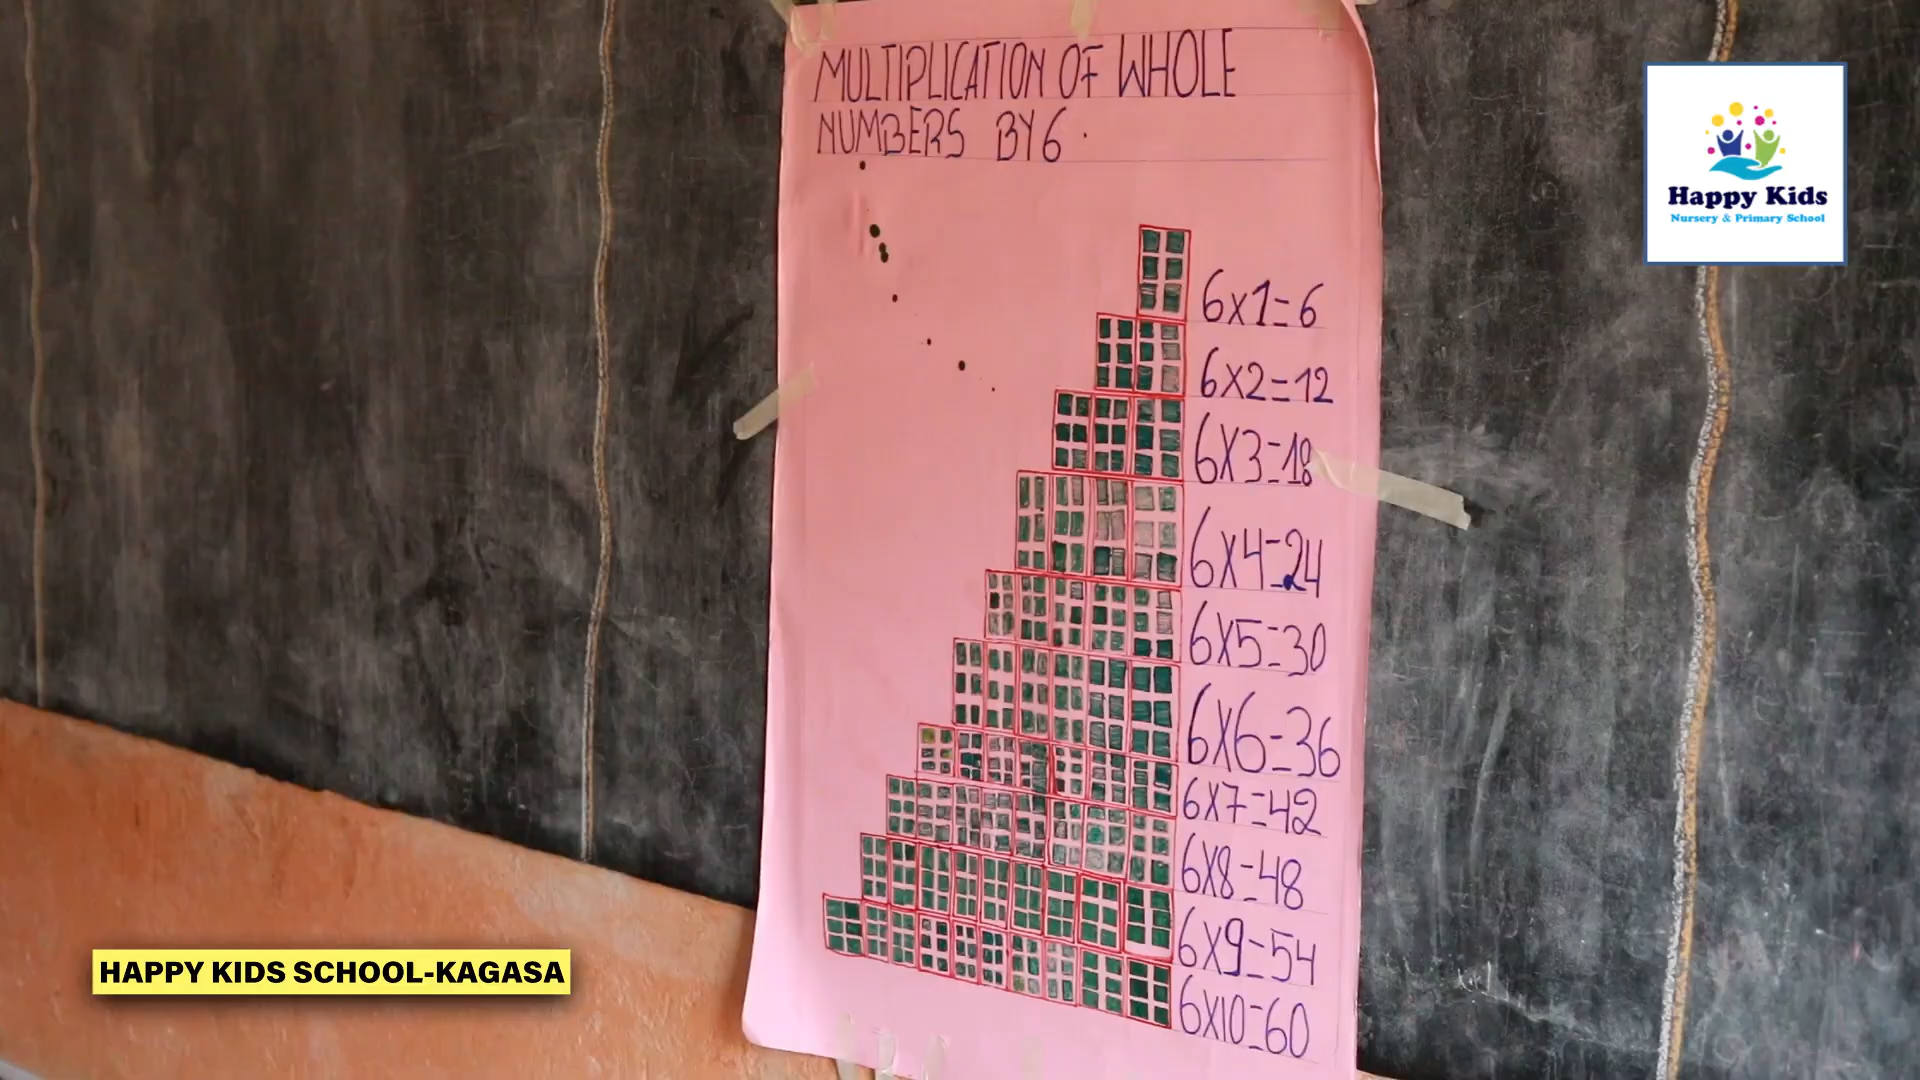 MULTIPLICATION OF WHOLE
NUMBERS BY 6.
6x1=6
6x2=12
6x3=18
6x4=24
6x5=30
6x6=36
6x7=42
6x8=48
6x9=54
6x10=60
Happy Kids
Nursery & Primary School
HAPPY KIDS SCHOOL-KAGASA